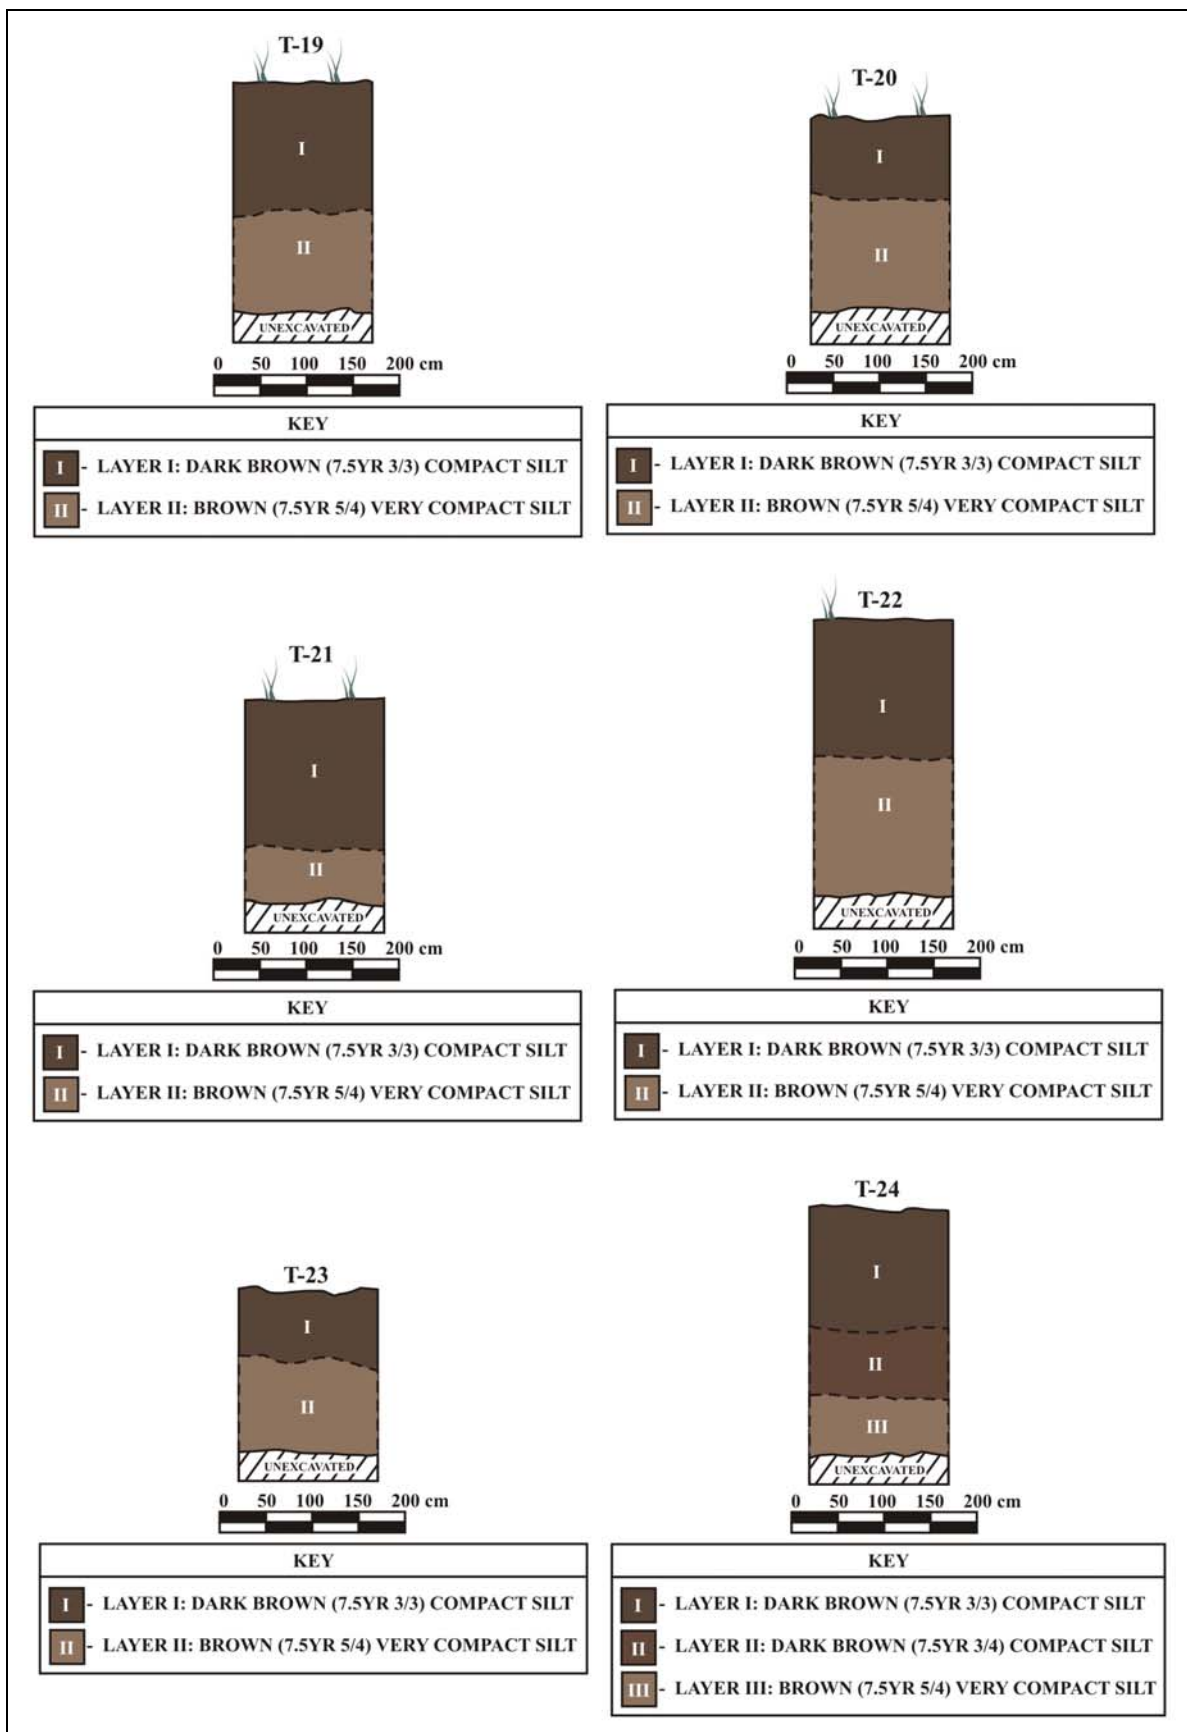 T-19
I
II
UNEXCAVATED
0 50 100 150 200 cm
KEY
I - LAYER I: DARK BROWN (7.5YR 3/3) COMPACT SILT
II - LAYER II: BROWN (7.5YR 5/4) VERY COMPACT SILT
T-20
I
II
UNEXCAVATED
0 50 100 150 200 cm
KEY
I - LAYER I: DARK BROWN (7.5YR 3/3) COMPACT SILT
II - LAYER II: BROWN (7.5YR 5/4) VERY COMPACT SILT
T-21
I
II
UNEXCAVATED
0 50 100 150 200 cm
KEY
I - LAYER I: DARK BROWN (7.5YR 3/3) COMPACT SILT
II - LAYER II: BROWN (7.5YR 5/4) VERY COMPACT SILT
T-22
I
II
UNEXCAVATED
0 50 100 150 200 cm
KEY
I - LAYER I: DARK BROWN (7.5YR 3/3) COMPACT SILT
II - LAYER II: BROWN (7.5YR 5/4) VERY COMPACT SILT
T-23
I
II
UNEXCAVATED
0 50 100 150 200 cm
KEY
I - LAYER I: DARK BROWN (7.5YR 3/3) COMPACT SILT
II - LAYER II: BROWN (7.5YR 5/4) VERY COMPACT SILT
T-24
I
II
III
UNEXCAVATED
0 50 100 150 200 cm
KEY
I - LAYER I: DARK BROWN (7.5YR 3/3) COMPACT SILT
II - LAYER II: DARK BROWN (7.5YR 3/4) COMPACT SILT
III - LAYER III: BROWN (7.5YR 5/4) VERY COMPACT SILT